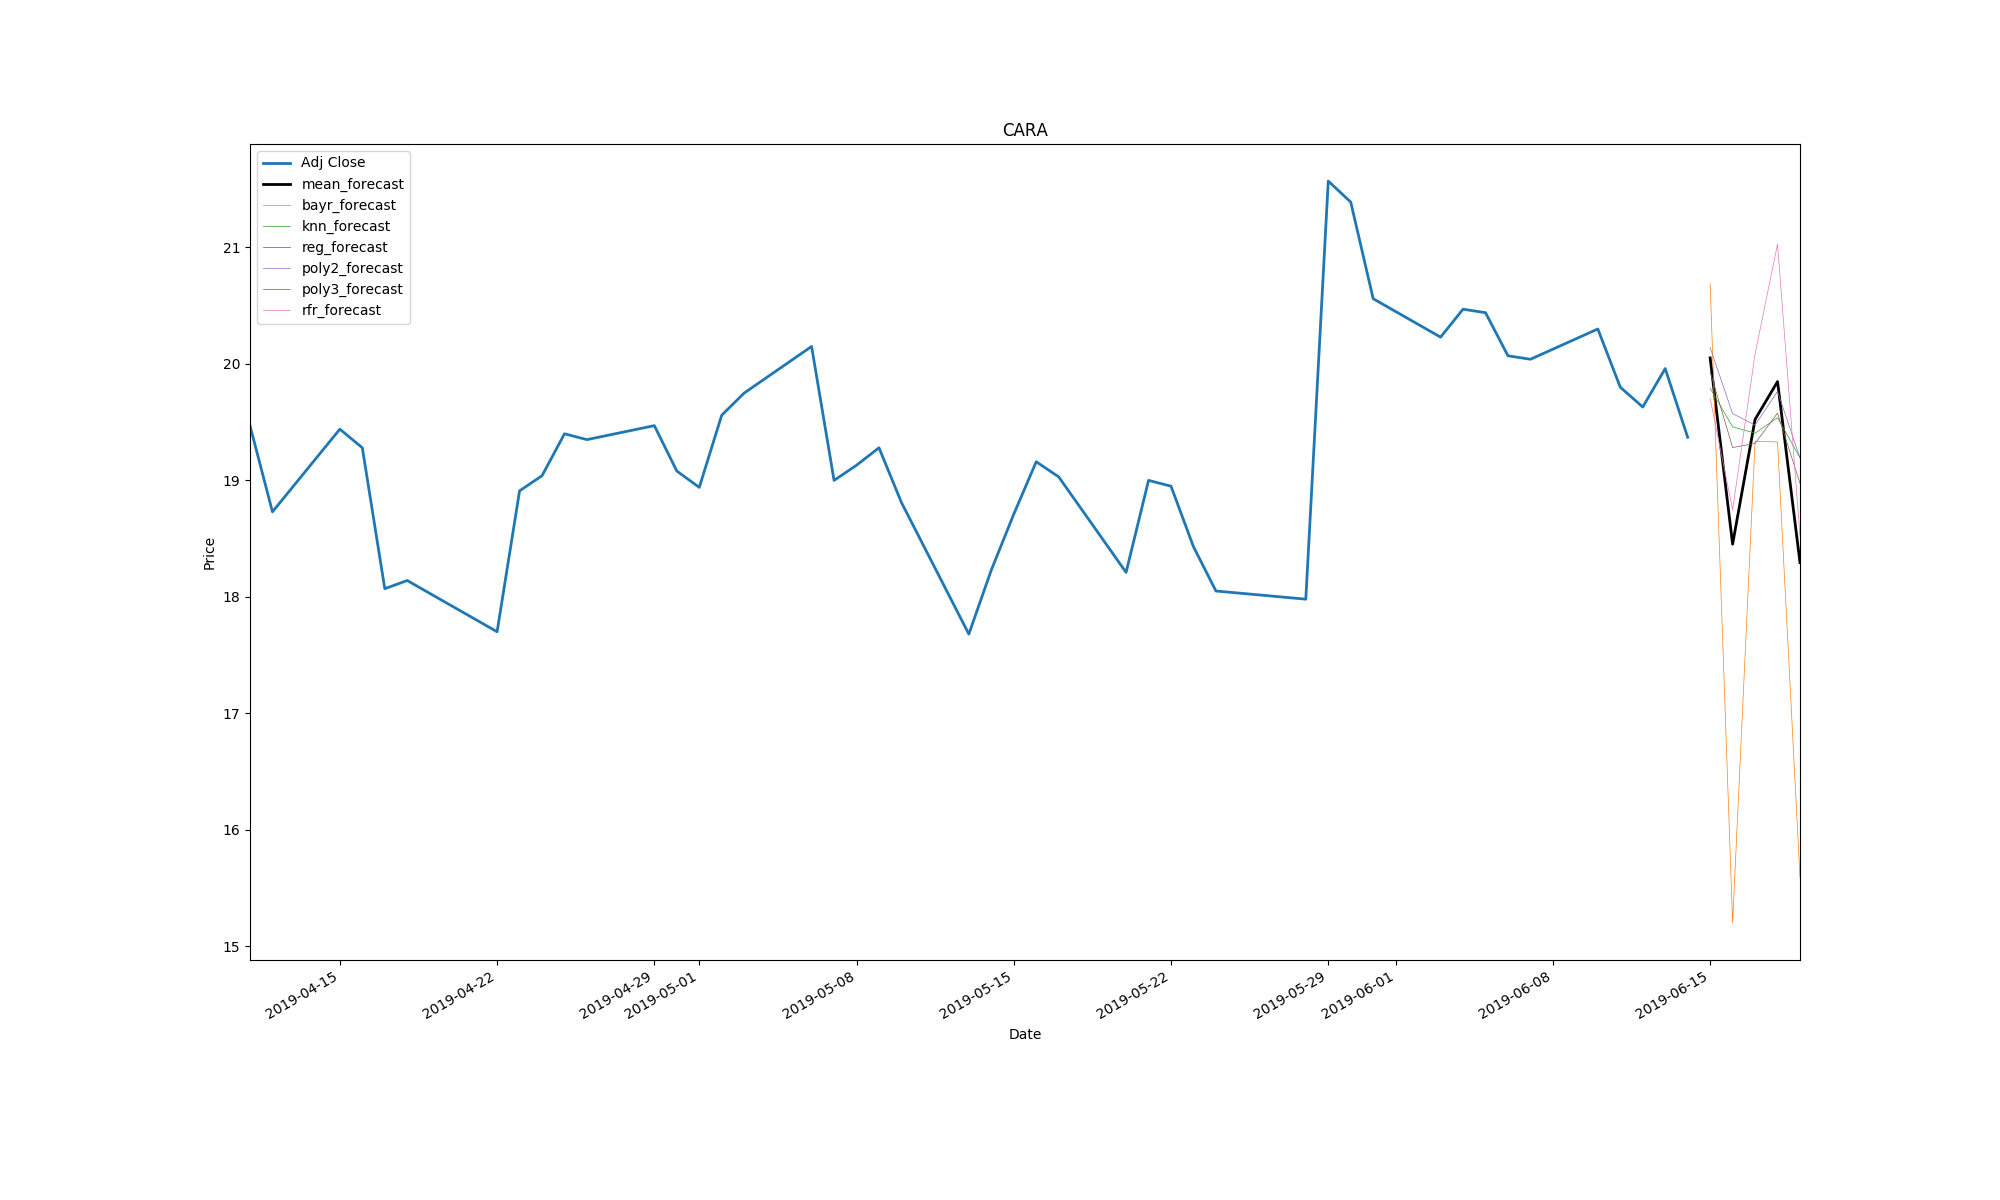 CARA
Adj Close
mean_forecast
bayr_forecast
knn_forecast
reg_forecast
poly2_forecast
poly3_forecast
rfr_forecast
21
20
19
18
17
16
15
Price
2019-04-15
2019-04-22
2019-04-29
2019-05-01
2019-05-08
2019-05-15
2019-05-22
2019-05-29
2019-06-01
2019-06-08
2019-06-15
Date